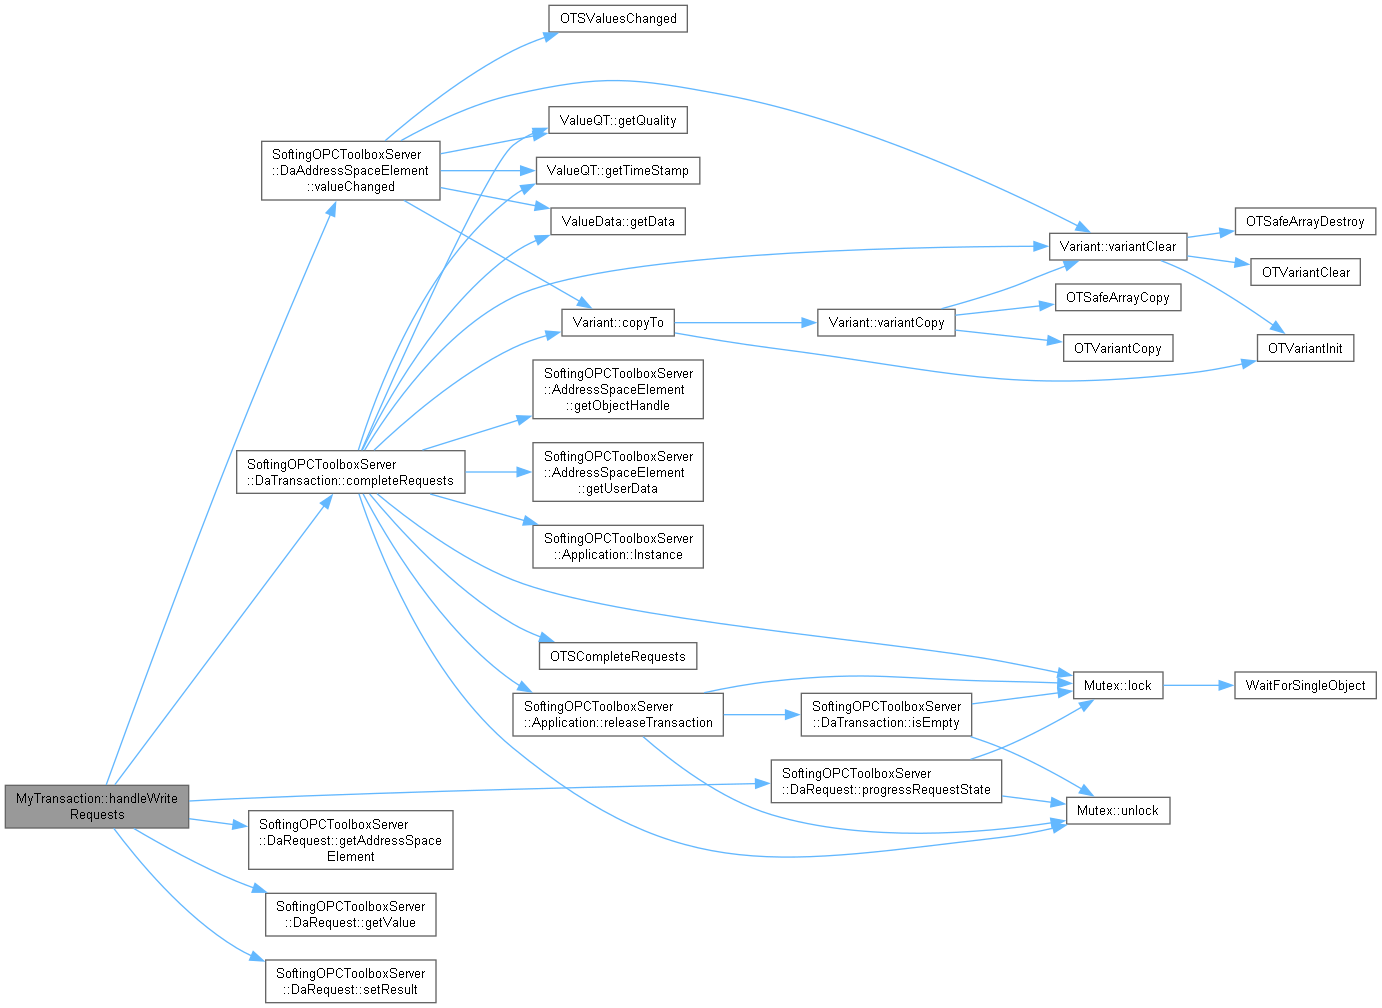 OTSValuesChanged
ValueQT::getQuality
SoftingOPCToolboxServer
::DaAddressSpaceElement
::valueChanged
ValueQT::getTimeStamp
ValueData::getData
OTSafeArrayDestroy
Variant::variantClear
OTVariantClear
OTSafeArrayCopy
Variant::copyTo
Variant::variantCopy
OTVariantCopy
OTVariantInit
SoftingOPCToolboxServer
::AddressSpaceElement
::getObjectHandle
SoftingOPCToolboxServer
::DaTransaction::completeRequests
SoftingOPCToolboxServer
::AddressSpaceElement
::getUserData
SoftingOPCToolboxServer
::Application::Instance
OTSCompleteRequests
Mutex::lock
WaitForSingleObject
SoftingOPCToolboxServer
::Application::releaseTransaction
SoftingOPCToolboxServer
::DaTransaction::isEmpty
SoftingOPCToolboxServer
::DaRequest::progressRequestState
Mutex::unlock
MyTransaction::handleWrite
Requests
SoftingOPCToolboxServer
::DaRequest::getAddressSpace
Element
SoftingOPCToolboxServer
::DaRequest::getValue
SoftingOPCToolboxServer
::DaRequest::setResult